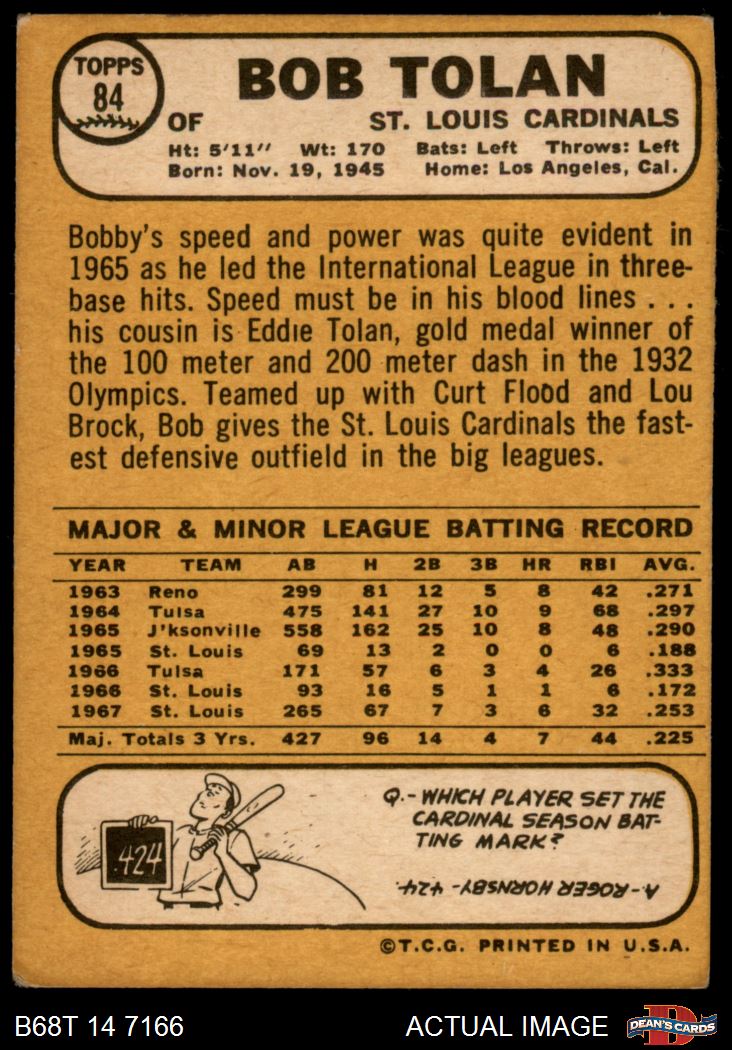 TOPPS
84
BOB TOLAN
OF ST. LOUIS CARDINALS
Ht: 5'11" Wt: 170 Bats: Left Throws: Left
Born: Nov. 19, 1945 Home: Los Angeles, Cal.
Bobby's speed and power was quite evident in
1965 as he led the International League in three-
base hits. Speed must be in his blood lines . . .
his cousin is Eddie Tolan, gold medal winner of
the 100 meter and 200 meter dash in the 1932
Olympics. Teamed up with Curt Flood and Lou
Brock, Bob gives the St. Louis Cardinals the fast-
est defensive outfield in the big leagues.
MAJOR & MINOR LEAGUE BATTING RECORD
YEAR TEAM AB H 2B 3B HR RBI AVG.
1963 Reno 299 81 12 5 8 42 .271
1964 Tulsa 475 141 27 10 9 68 .297
1965 J'ksonville 558 162 25 10 8 48 .290
1965 St. Louis 69 13 2 0 0 6 .188
1966 Tulsa 171 57 6 3 4 26 .333
1966 St. Louis 93 16 5 1 1 6 .172
1967 St. Louis 265 67 7 3 6 32 .253
Maj. Totals 3 Yrs. 427 96 14 4 7 44 .225
.424
Q.- WHICH PLAYER SET THE
CARDINAL SEASON BAT-
TING MARK?
A- ROGER HORNSBY - .424.
©T.C.G. PRINTED IN U.S.A.
B68T 14 7166 ACTUAL IMAGE DEAN'S CARDS